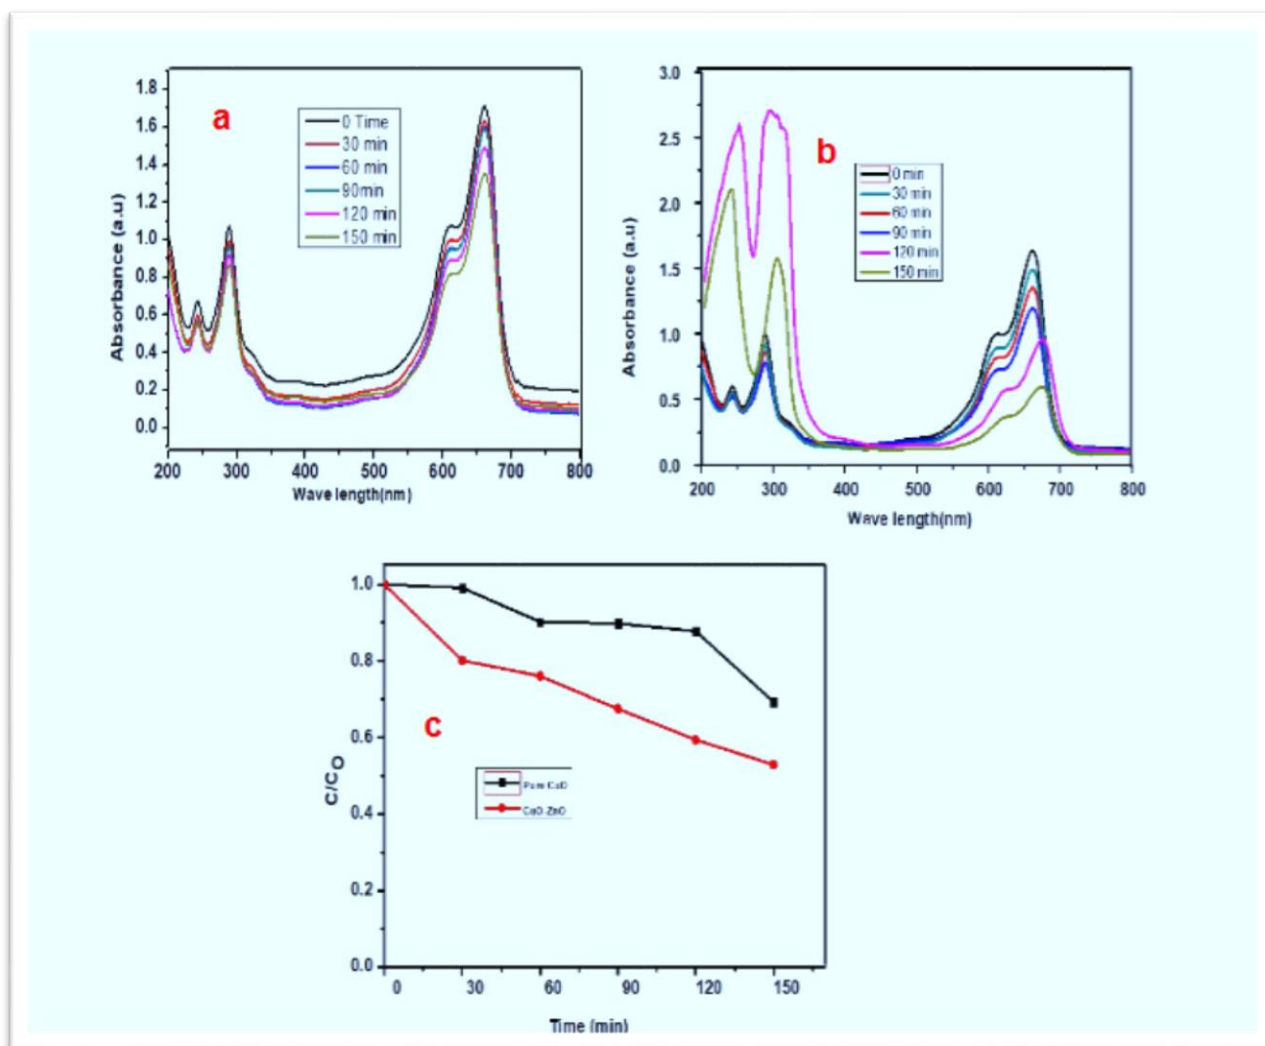 a
0 Time
30 min
60 min
90min
120 min
150 min
1.8
1.6
1.4
1.2
1.0
0.8
0.6
0.4
0.2
0.0
Absorbance (a.u)
200 300 400 500 600 700 800
Wave length(nm)
b
0 min
30 min
60 min
90 min
120 min
150 min
3.0
2.5
2.0
1.5
1.0
0.5
0.0
Absorbance (a.u)
200 300 400 500 600 700 800
Wave length(nm)
c
1.0
0.8
0.6
0.4
0.2
0.0
C/CO
Pure CuO
CuO ZnO
0 30 60 90 120 150
Time (min)